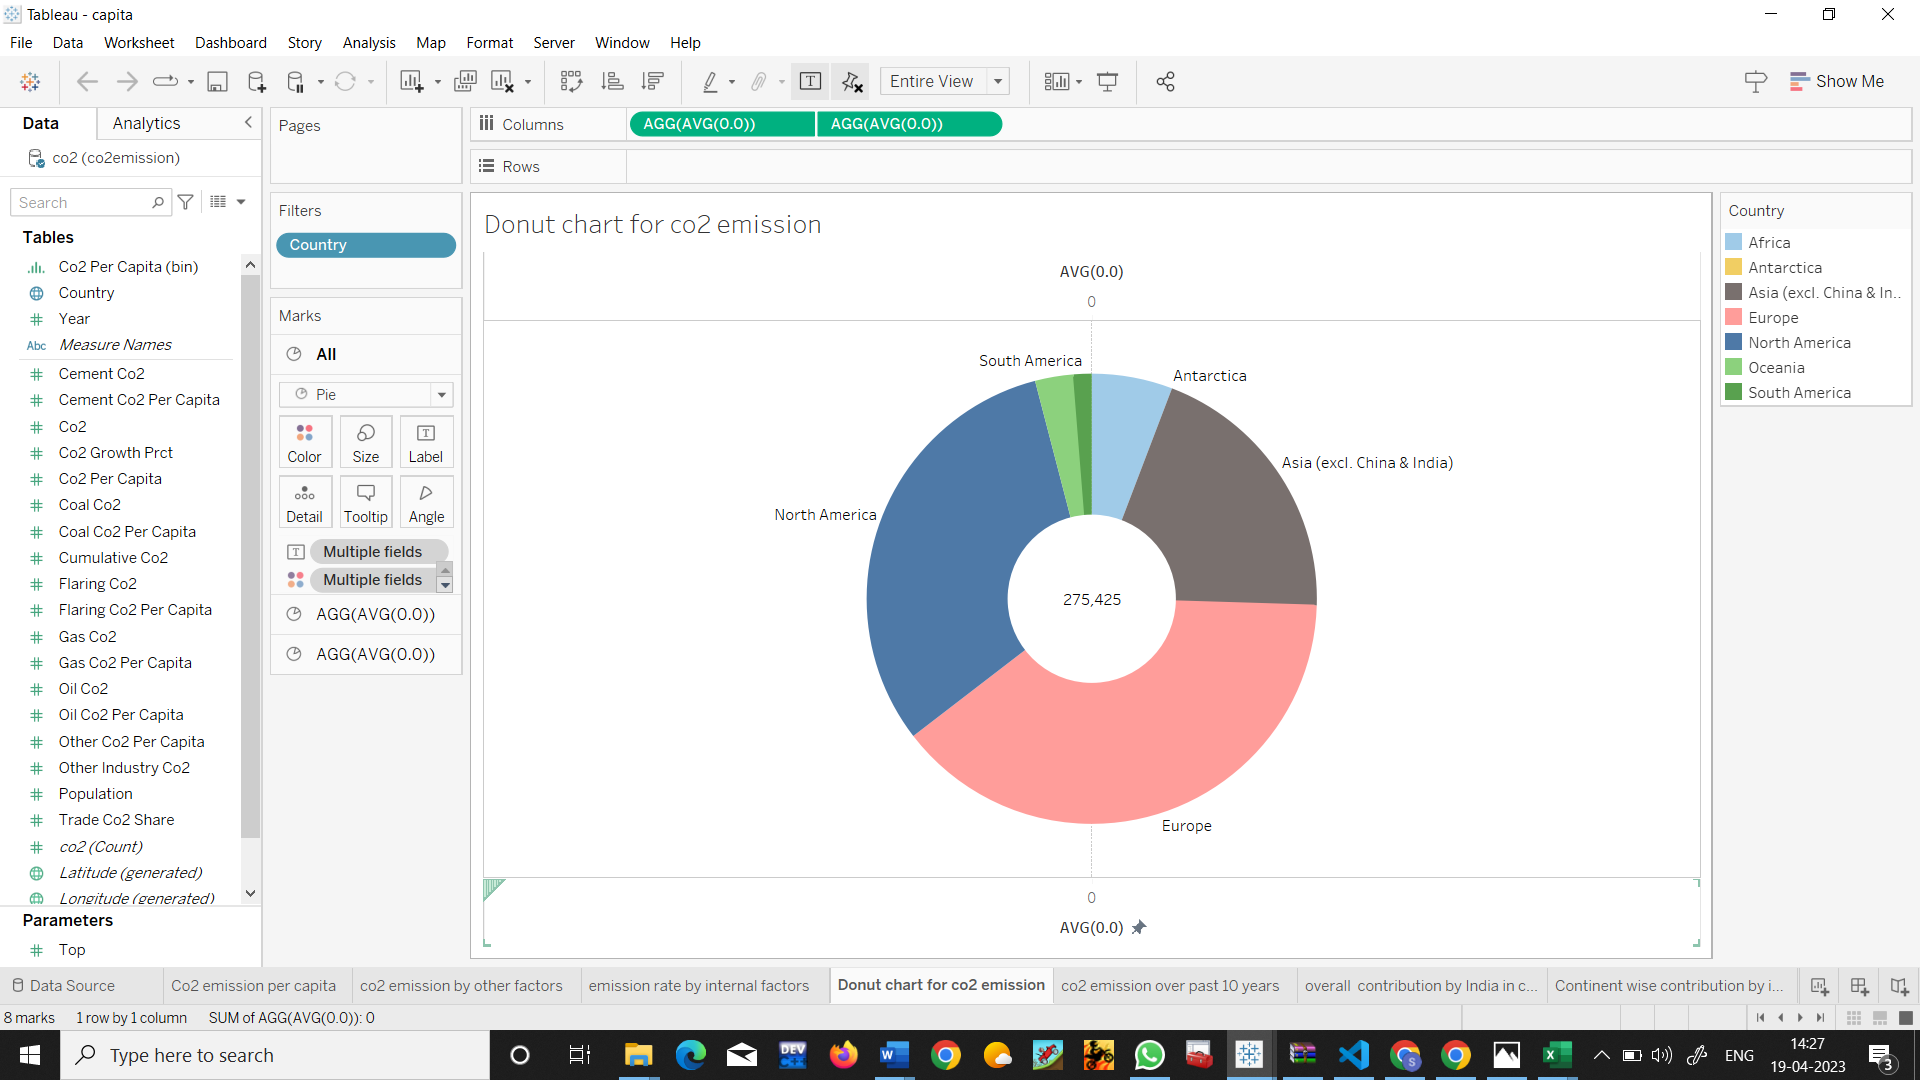 Tableau - capita
File Data Worksheet Dashboard Story Analysis Map Format Server Window Help
Entire View
Show Me
Data Analytics
co2 (co2emission)
Search
Tables
Co2 Per Capita (bin)
Country
Year
Abc Measure Names
Cement Co2
Cement Co2 Per Capita
Co2
Co2 Growth Prct
Co2 Per Capita
Coal Co2
Coal Co2 Per Capita
Cumulative Co2
Flaring Co2
Flaring Co2 Per Capita
Gas Co2
Gas Co2 Per Capita
Oil Co2
Oil Co2 Per Capita
Other Co2 Per Capita
Other Industry Co2
Population
Trade Co2 Share
co2 (Count)
Latitude (generated)
Longitude (generated)
Parameters
Top
Pages
Filters
Country
Marks
All
Pie
Color Size Label
Detail Tooltip Angle
Multiple fields
Multiple fields
AGG(AVG(0.0))
AGG(AVG(0.0))
Columns AGG(AVG(0.0)) AGG(AVG(0.0))
Rows
Donut chart for co2 emission
AVG(0.0)
0
South America
Antarctica
Asia (excl. China & India)
North America
275,425
Europe
0
AVG(0.0)
Country
Africa
Antarctica
Asia (excl. China & In..
Europe
North America
Oceania
South America
Data Source Co2 emission per capita co2 emission by other factors emission rate by internal factors Donut chart for co2 emission co2 emission over past 10 years overall contribution by India in c... Continent wise contribution by i...
8 marks 1 row by 1 column SUM of AGG(AVG(0.0)): 0
Type here to search
DEV
C++
ENG
14:27
19-04-2023
3